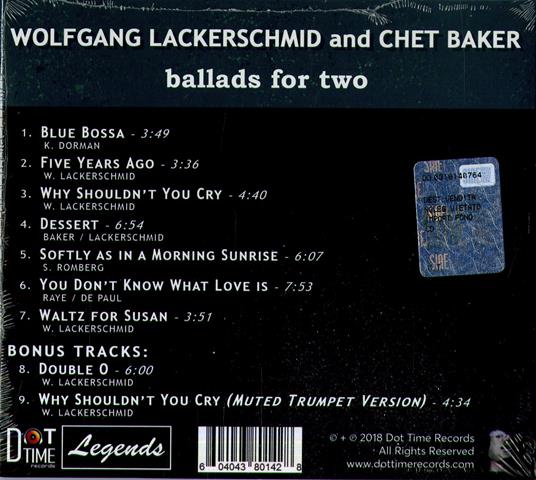 WOLFGANG LACKERSCHMID and CHET BAKER
ballads for two
1. BLUE BOSSA - 3:49
K. DORMAN
2. FIVE YEARS AGO - 3:36
W. LACKERSCHMID
3. WHY SHOULDN'T YOU CRY - 4:40
W. LACKERSCHMID
4. DESSERT - 6:54
BAKER / LACKERSCHMID
5. SOFTLY AS IN A MORNING SUNRISE - 6:07
S. ROMBERG
6. YOU DON'T KNOW WHAT LOVE IS - 7:53
RAYE / DE PAUL
7. WALTZ FOR SUSAN - 3:51
W. LACKERSCHMID
BONUS TRACKS:
8. DOUBLE O - 6:00
W. LACKERSCHMID
9. WHY SHOULDN'T YOU CRY (MUTED TRUMPET VERSION) - 4:34
W. LACKERSCHMID
SIAE
DOT TIME records
Legends
6 04043 80142 8
© + ℗ 2018 Dot Time Records
All Rights Reserved
www.dottimerecords.com